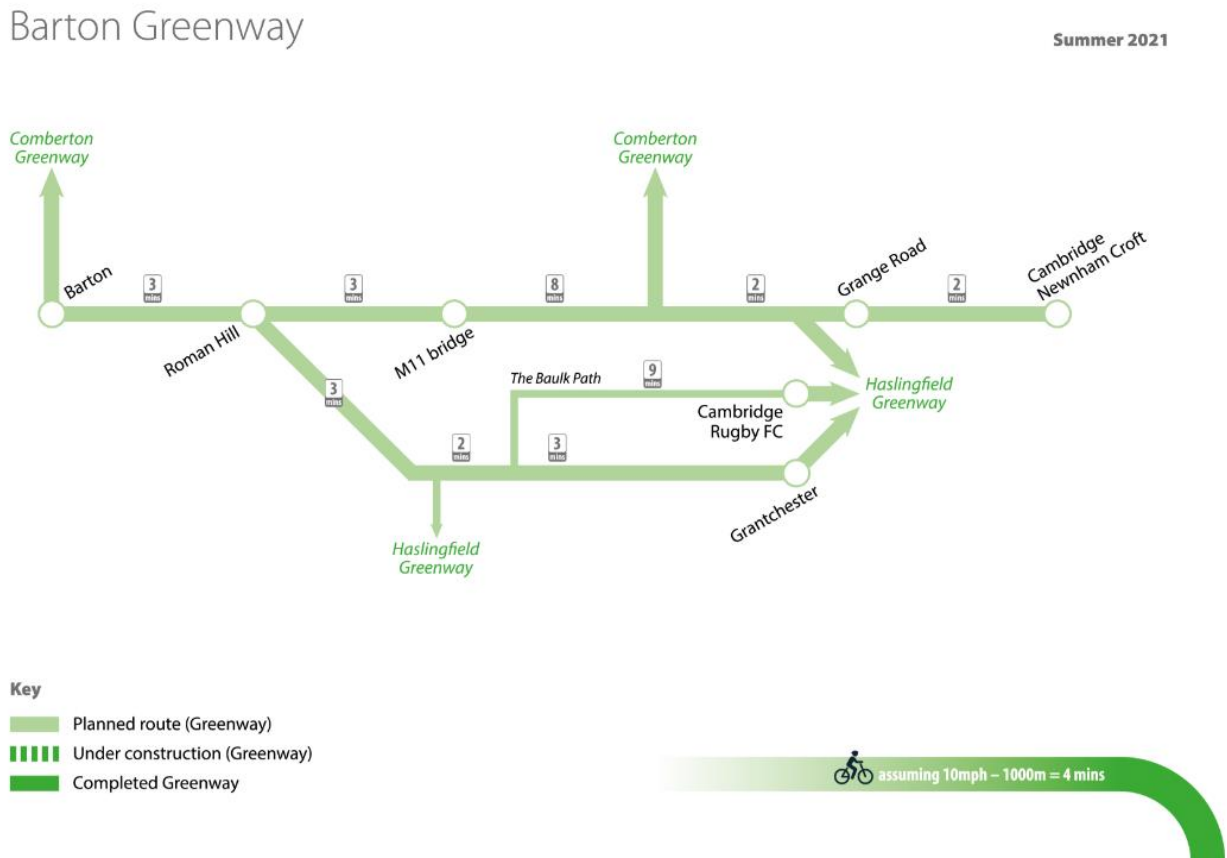 Barton Greenway
Summer 2021
Comberton
Greenway
Comberton
Greenway
Barton
3
mins
Roman Hill
3
mins
M11 bridge
8
mins
2
mins
Grange Road
2
mins
Cambridge
Newnham Croft
3
mins
The Baulk Path
9
mins
Cambridge
Rugby FC
Haslingfield
Greenway
2
mins
3
mins
Grantchester
Haslingfield
Greenway
Key
Planned route (Greenway)
Under construction (Greenway)
Completed Greenway
assuming 10mph – 1000m = 4 mins